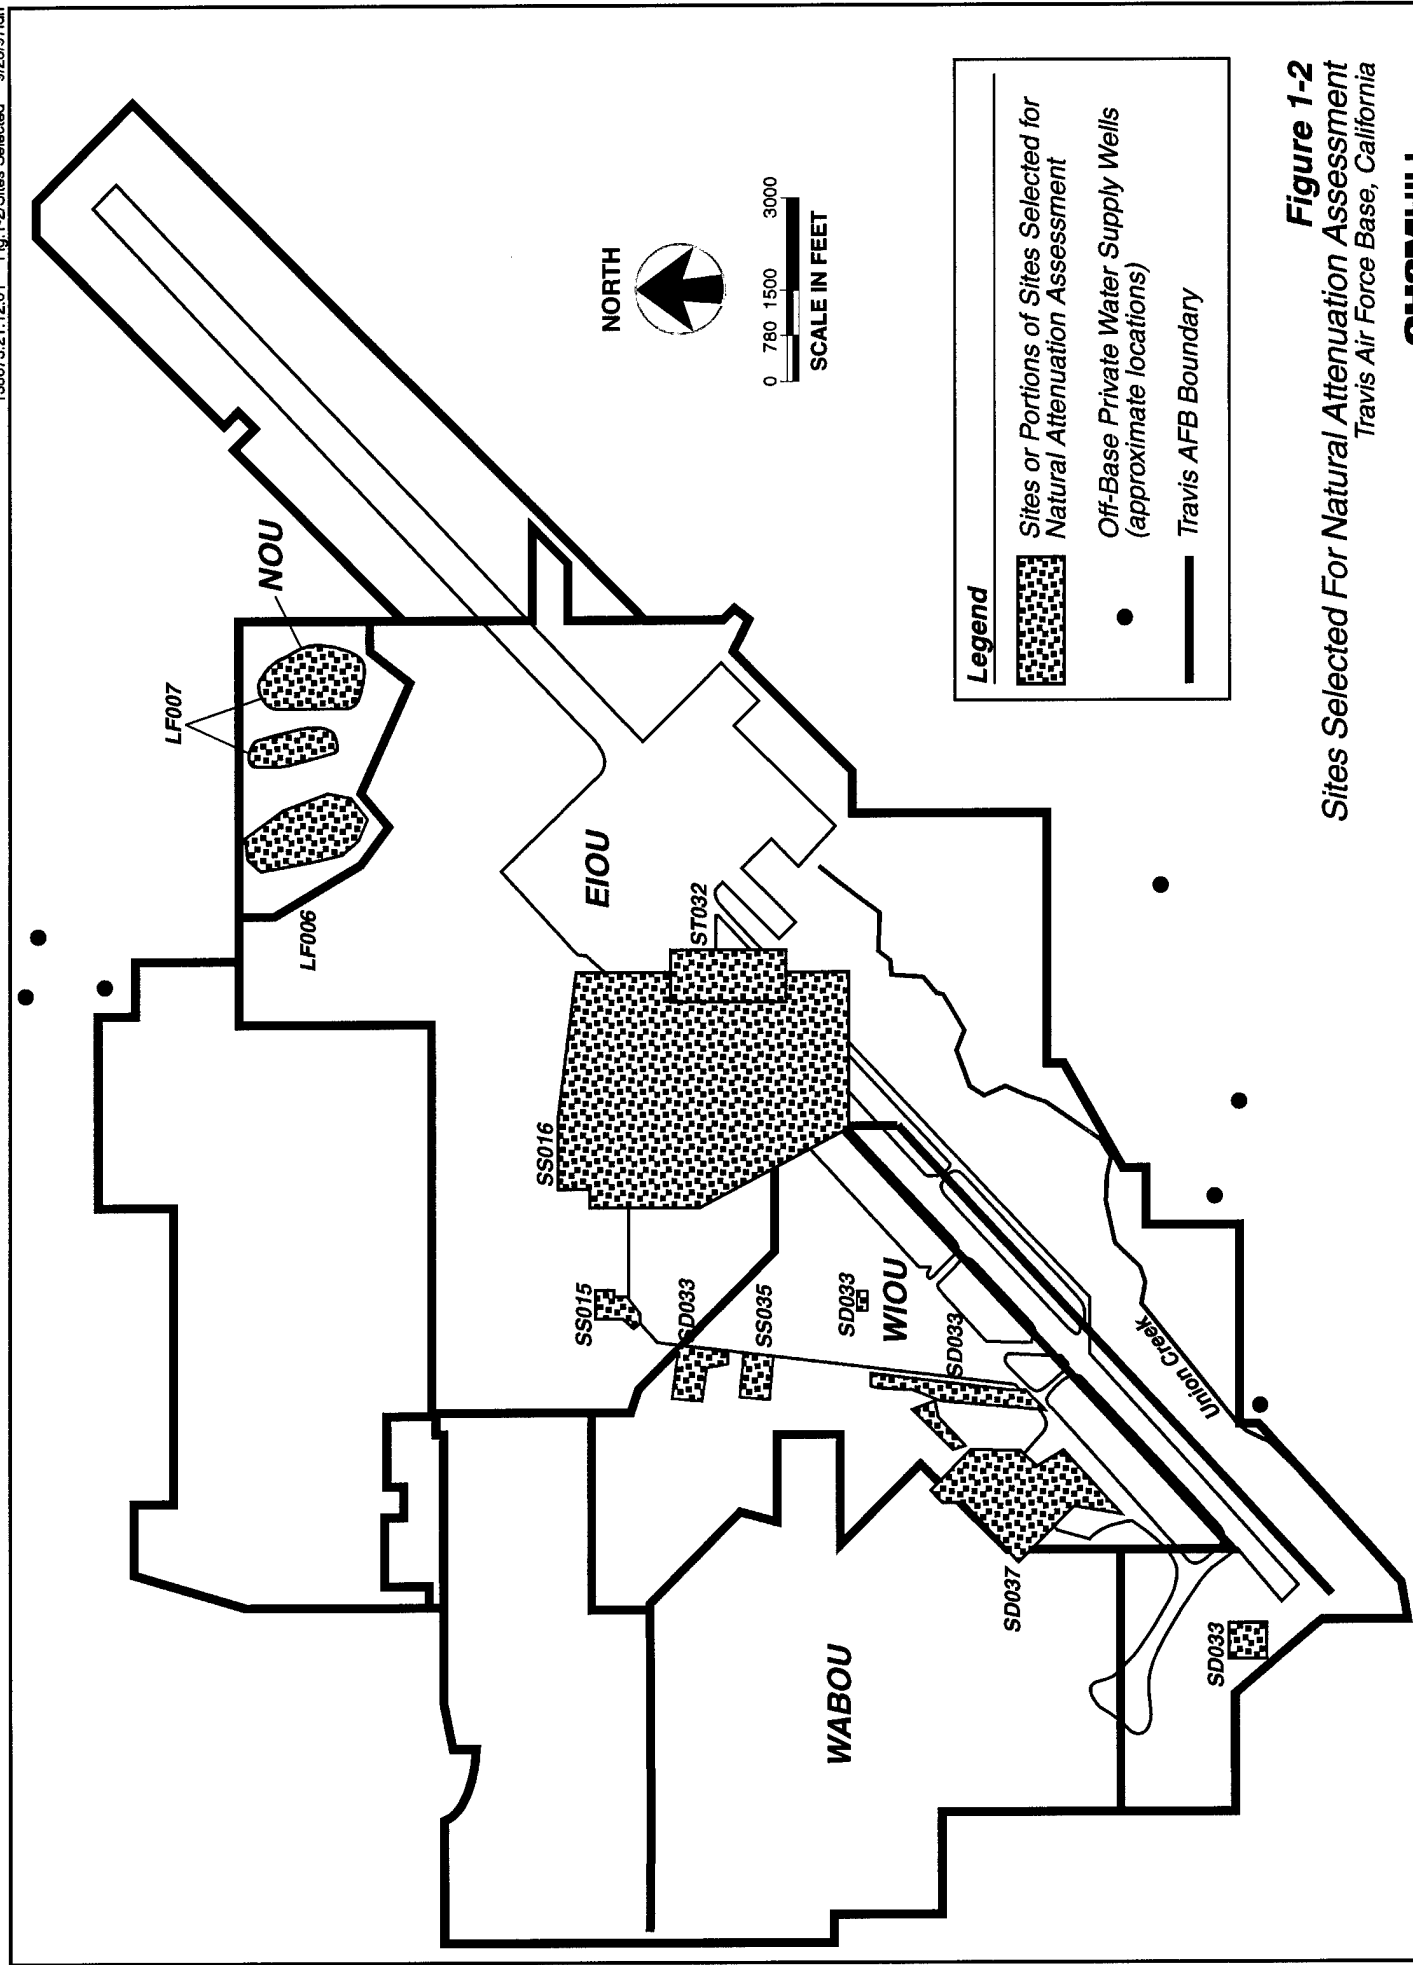 NOU
LF007
LF006
EIOU
ST032
SS016
SS015
SD033
SS035
SD033
WIOU
SD033
Union Creek
SD037
SD033
WABOU
NORTH
0 780 1500 3000
SCALE IN FEET
Legend
Sites or Portions of Sites Selected for
Natural Attenuation Assessment
Off-Base Private Water Supply Wells
(approximate locations)
Travis AFB Boundary
Figure 1-2
Sites Selected For Natural Attenuation Assessment
Travis Air Force Base, California